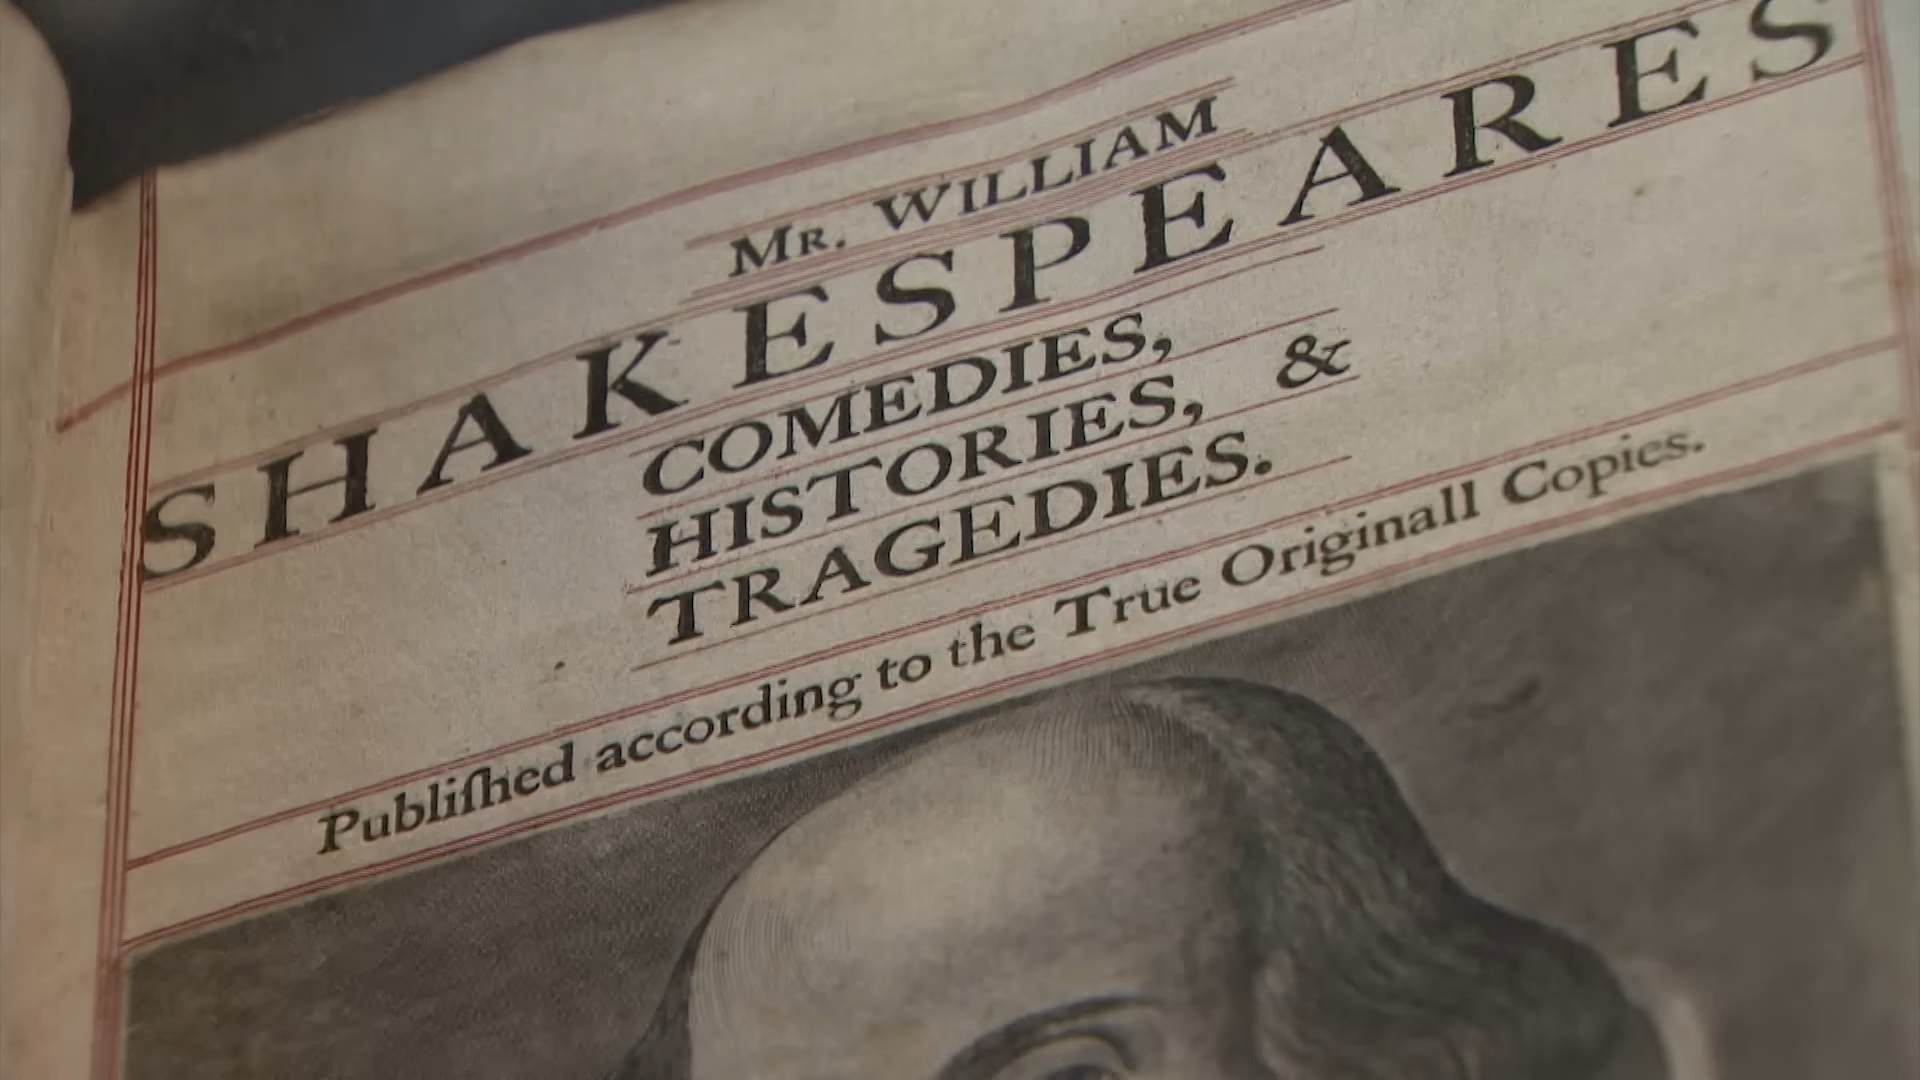 Mr. WILLIAM
SHAKESPEARES
COMEDIES,
HISTORIES, &
TRAGEDIES.
Publiſhed according to the True Originall Copies.